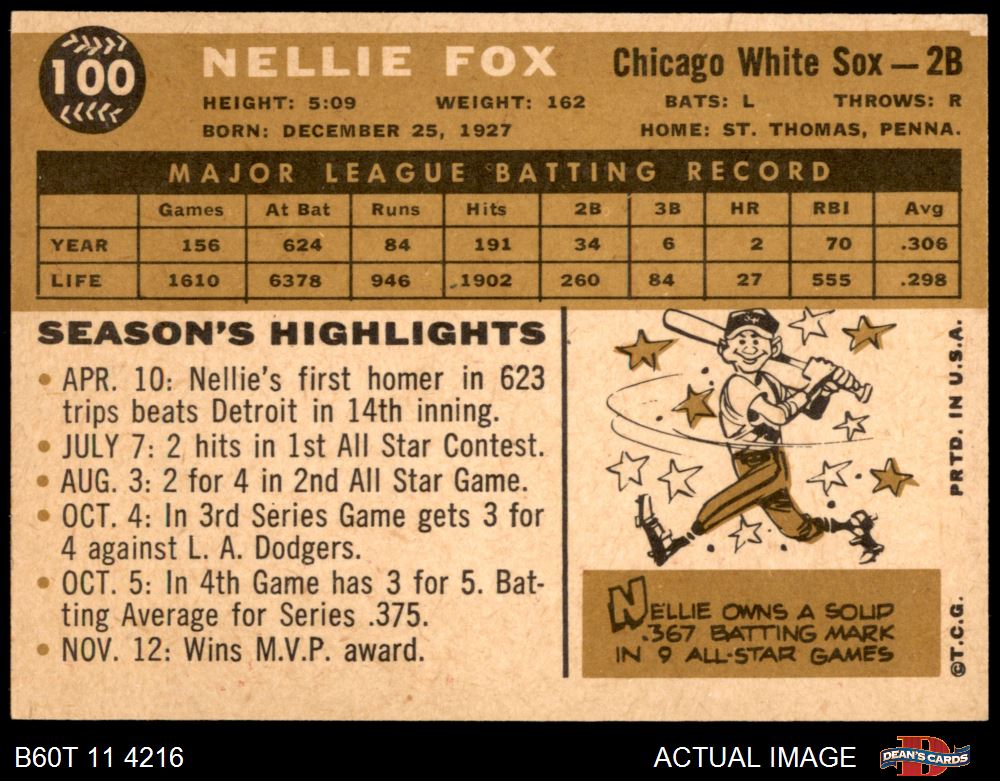 100
NELLIE FOX
Chicago White Sox — 2B
HEIGHT: 5:09 WEIGHT: 162 BATS: L THROWS: R
BORN: DECEMBER 25, 1927 HOME: ST. THOMAS, PENNA.
MAJOR LEAGUE BATTING RECORD
Games At Bat Runs Hits 2B 3B HR RBI Avg
YEAR 156 624 84 191 34 6 2 70 .306
LIFE 1610 6378 946 1902 260 84 27 555 .298
SEASON'S HIGHLIGHTS
• APR. 10: Nellie's first homer in 623
trips beats Detroit in 14th inning.
• JULY 7: 2 hits in 1st All Star Contest.
• AUG. 3: 2 for 4 in 2nd All Star Game.
• OCT. 4: In 3rd Series Game gets 3 for
4 against L. A. Dodgers.
• OCT. 5: In 4th Game has 3 for 5. Bat-
ting Average for Series .375.
• NOV. 12: Wins M.V.P. award.
NELLIE OWNS A SOLID
.367 BATTING MARK
IN 9 ALL-STAR GAMES
PRTD. IN U.S.A.
©T.C.G.
B60T 11 4216
ACTUAL IMAGE
DEAN'S CARDS